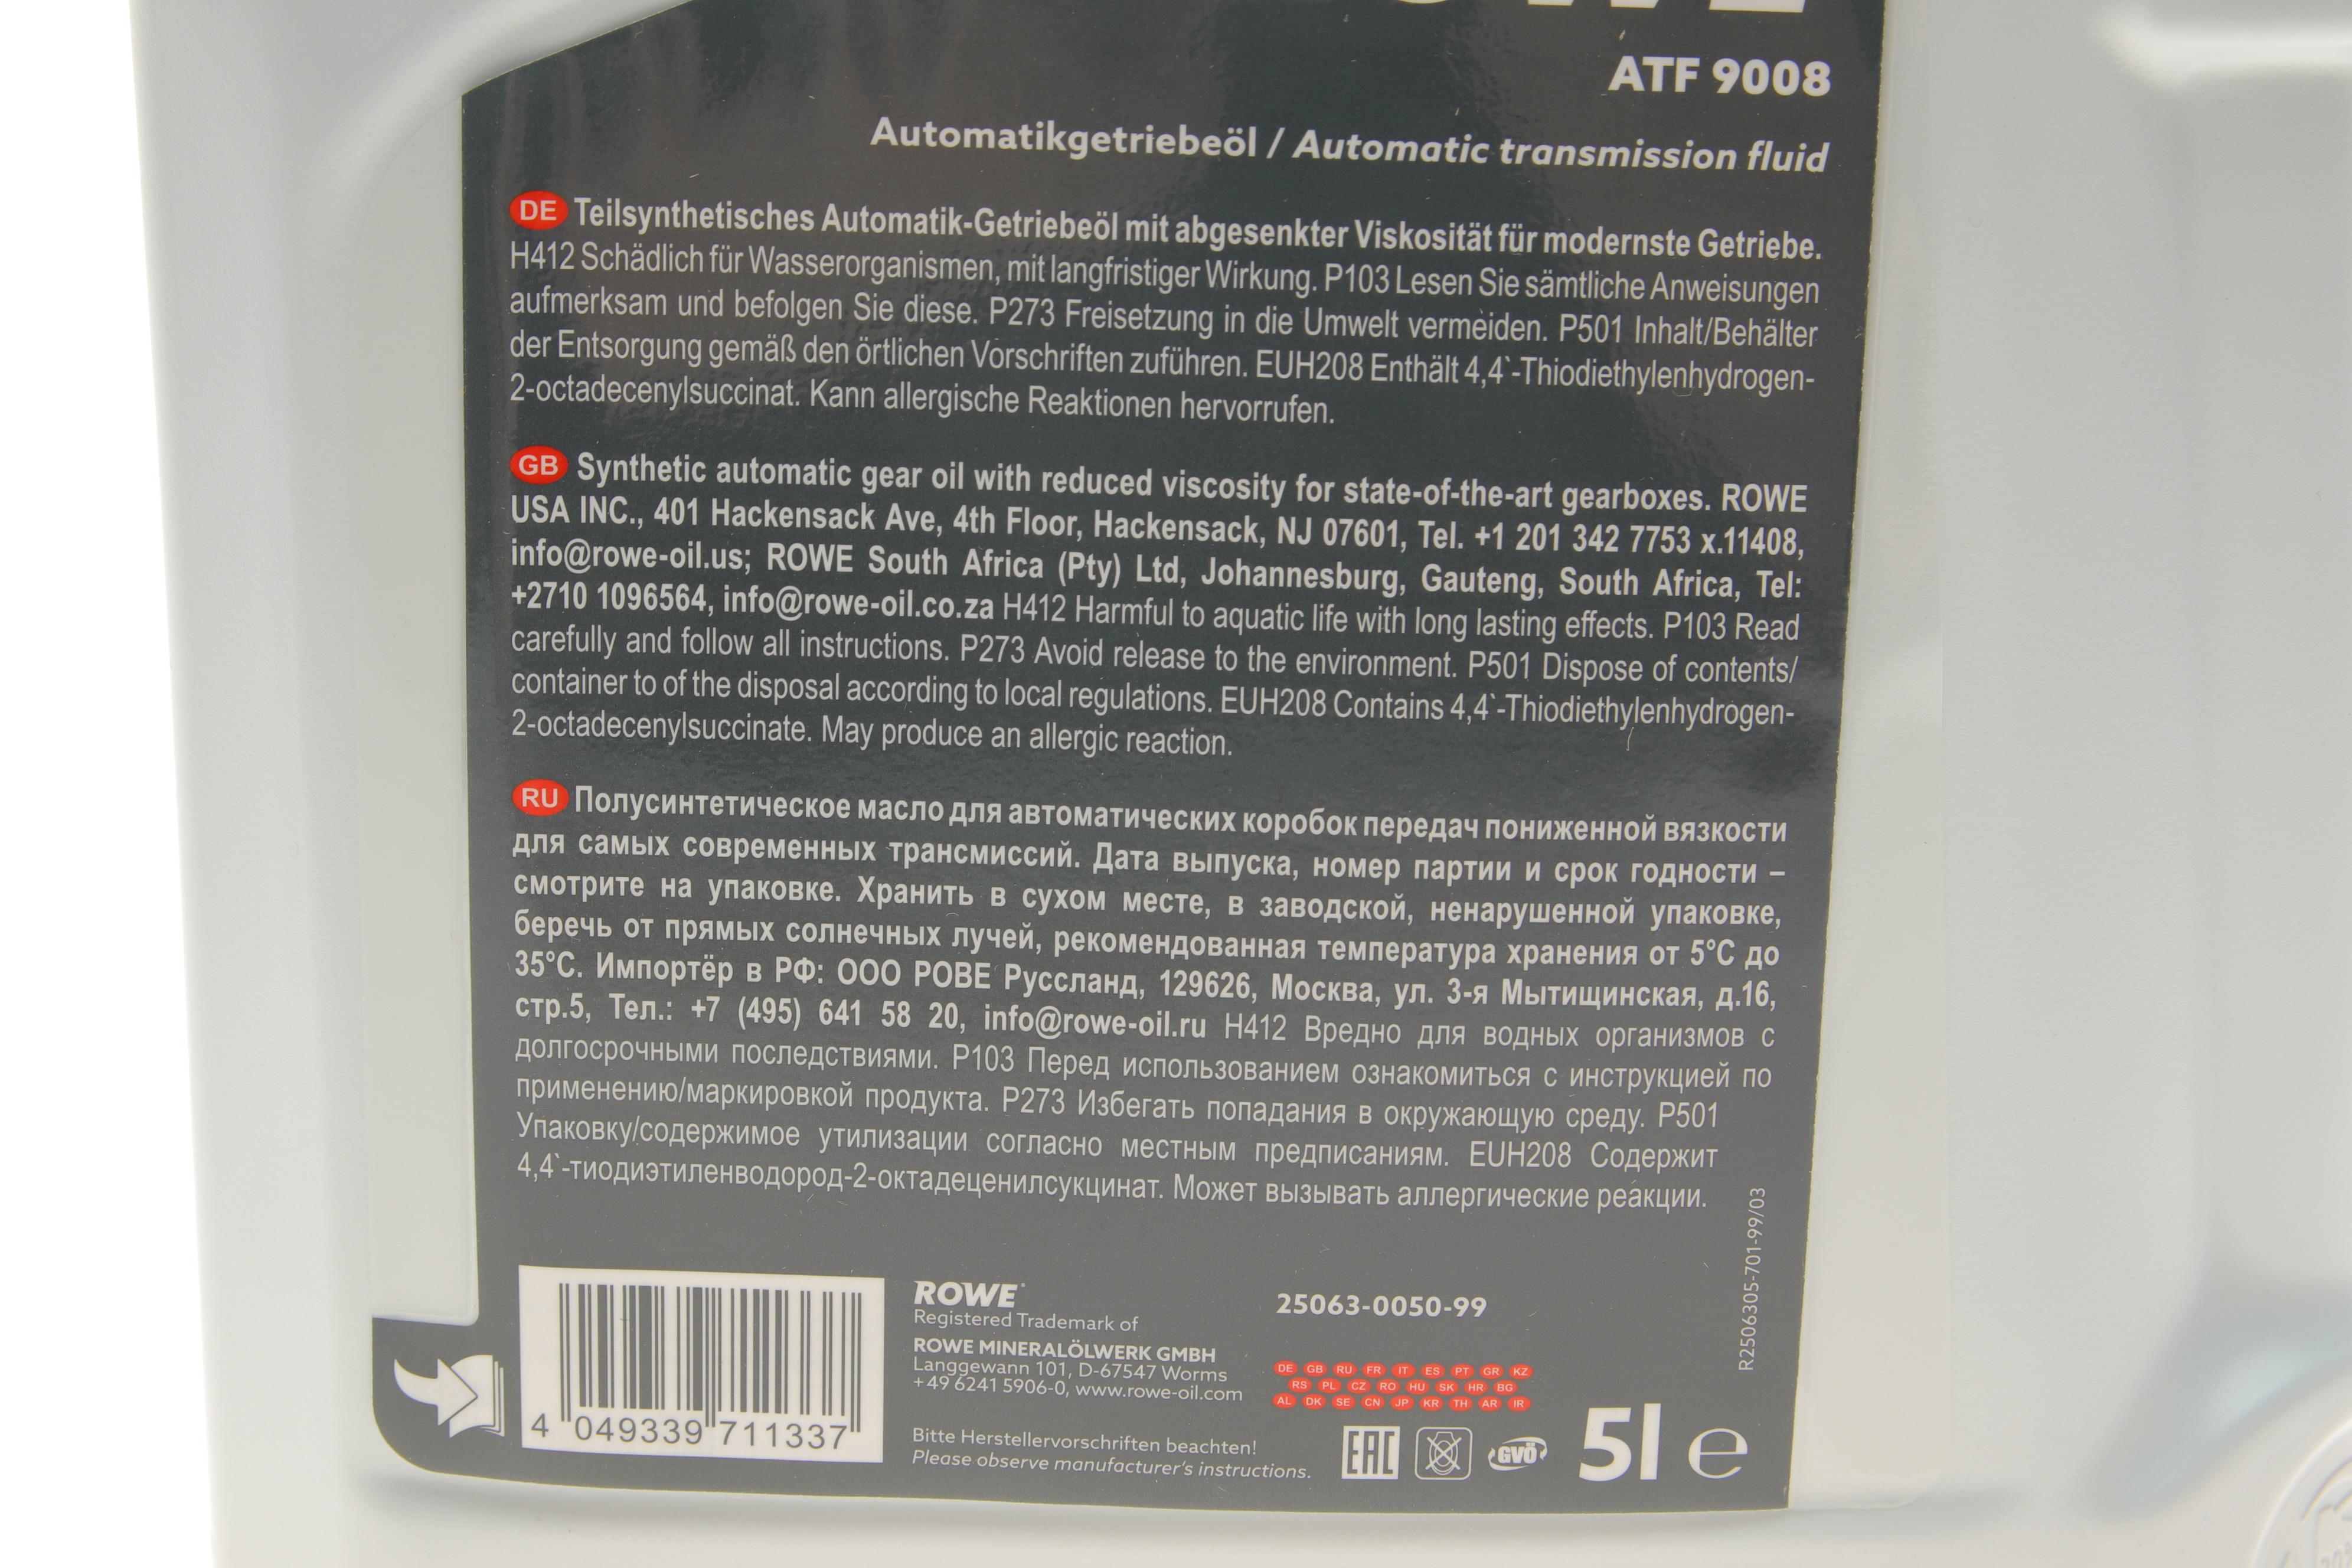 ATF 9008
Automatikgetriebeöl / Automatic transmission fluid
DE Teilsynthetisches Automatik-Getriebeöl mit abgesenkter Viskosität für modernste Getriebe.
H412 Schädlich für Wasserorganismen, mit langfristiger Wirkung. P103 Lesen Sie sämtliche Anweisungen
aufmerksam und befolgen Sie diese. P273 Freisetzung in die Umwelt vermeiden. P501 Inhalt/Behälter
der Entsorgung gemäß den örtlichen Vorschriften zuführen. EUH208 Enthält 4,4`-Thiodiethylenhydrogen-
2-octadecenylsuccinat. Kann allergische Reaktionen hervorrufen.
GB Synthetic automatic gear oil with reduced viscosity for state-of-the-art gearboxes. ROWE
USA INC., 401 Hackensack Ave, 4th Floor, Hackensack, NJ 07601, Tel. +1 201 342 7753 x.11408,
info@rowe-oil.us; ROWE South Africa (Pty) Ltd, Johannesburg, Gauteng, South Africa, Tel:
+2710 1096564, info@rowe-oil.co.za H412 Harmful to aquatic life with long lasting effects. P103 Read
carefully and follow all instructions. P273 Avoid release to the environment. P501 Dispose of contents/
container to of the disposal according to local regulations. EUH208 Contains 4,4`-Thiodiethylenhydrogen-
2-octadecenylsuccinate. May produce an allergic reaction.
RU Полусинтетическое масло для автоматических коробок передач пониженной вязкости
для самых современных трансмиссий. Дата выпуска, номер партии и срок годности –
смотрите на упаковке. Хранить в сухом месте, в заводской, ненарушенной упаковке,
беречь от прямых солнечных лучей, рекомендованная температура хранения от 5°C до
35°C. Импортёр в РФ: ООО РОВЕ Руссланд, 129626, Москва, ул. 3-я Мытищинская, д.16,
стр.5, Тел.: +7 (495) 641 58 20, info@rowe-oil.ru H412 Вредно для водных организмов с
долгосрочными последствиями. P103 Перед использованием ознакомиться с инструкцией по
применению/маркировкой продукта. P273 Избегать попадания в окружающую среду. P501
Упаковку/содержимое утилизации согласно местным предписаниям. EUH208 Содержит
4,4`-тиодиэтиленводород-2-октадеценилсукцинат. Может вызывать аллергические реакции.
R2506305-701-99/03
4 049339 711337
ROWE
Registered Trademark of
ROWE MINERALÖLWERK GMBH
Langgewann 101, D-67547 Worms
+49 6241 5906-0, www.rowe-oil.com
Bitte Herstellervorschriften beachten!
Please observe manufacturer's instructions.
25063-0050-99
DE GB RU FR IT ES PT GR KZ
RS PL CZ RO HU SK HR BG
AL DK SE CN JP KR TH AR IR
EAC GVÖ 5l e